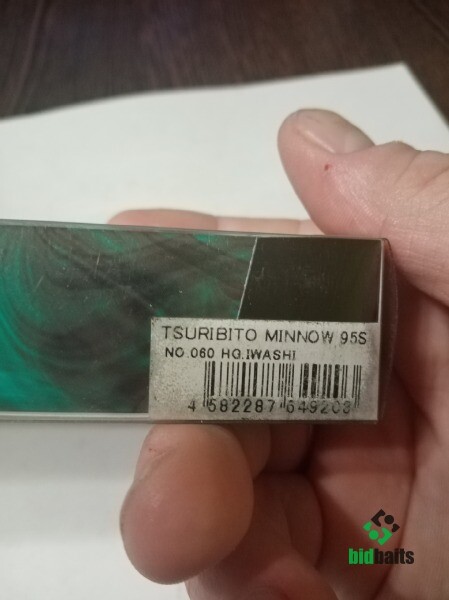 TSURIBITO MINNOW 95S
NO.060 HG.IWASHI
4 582287 649203
bidbaits